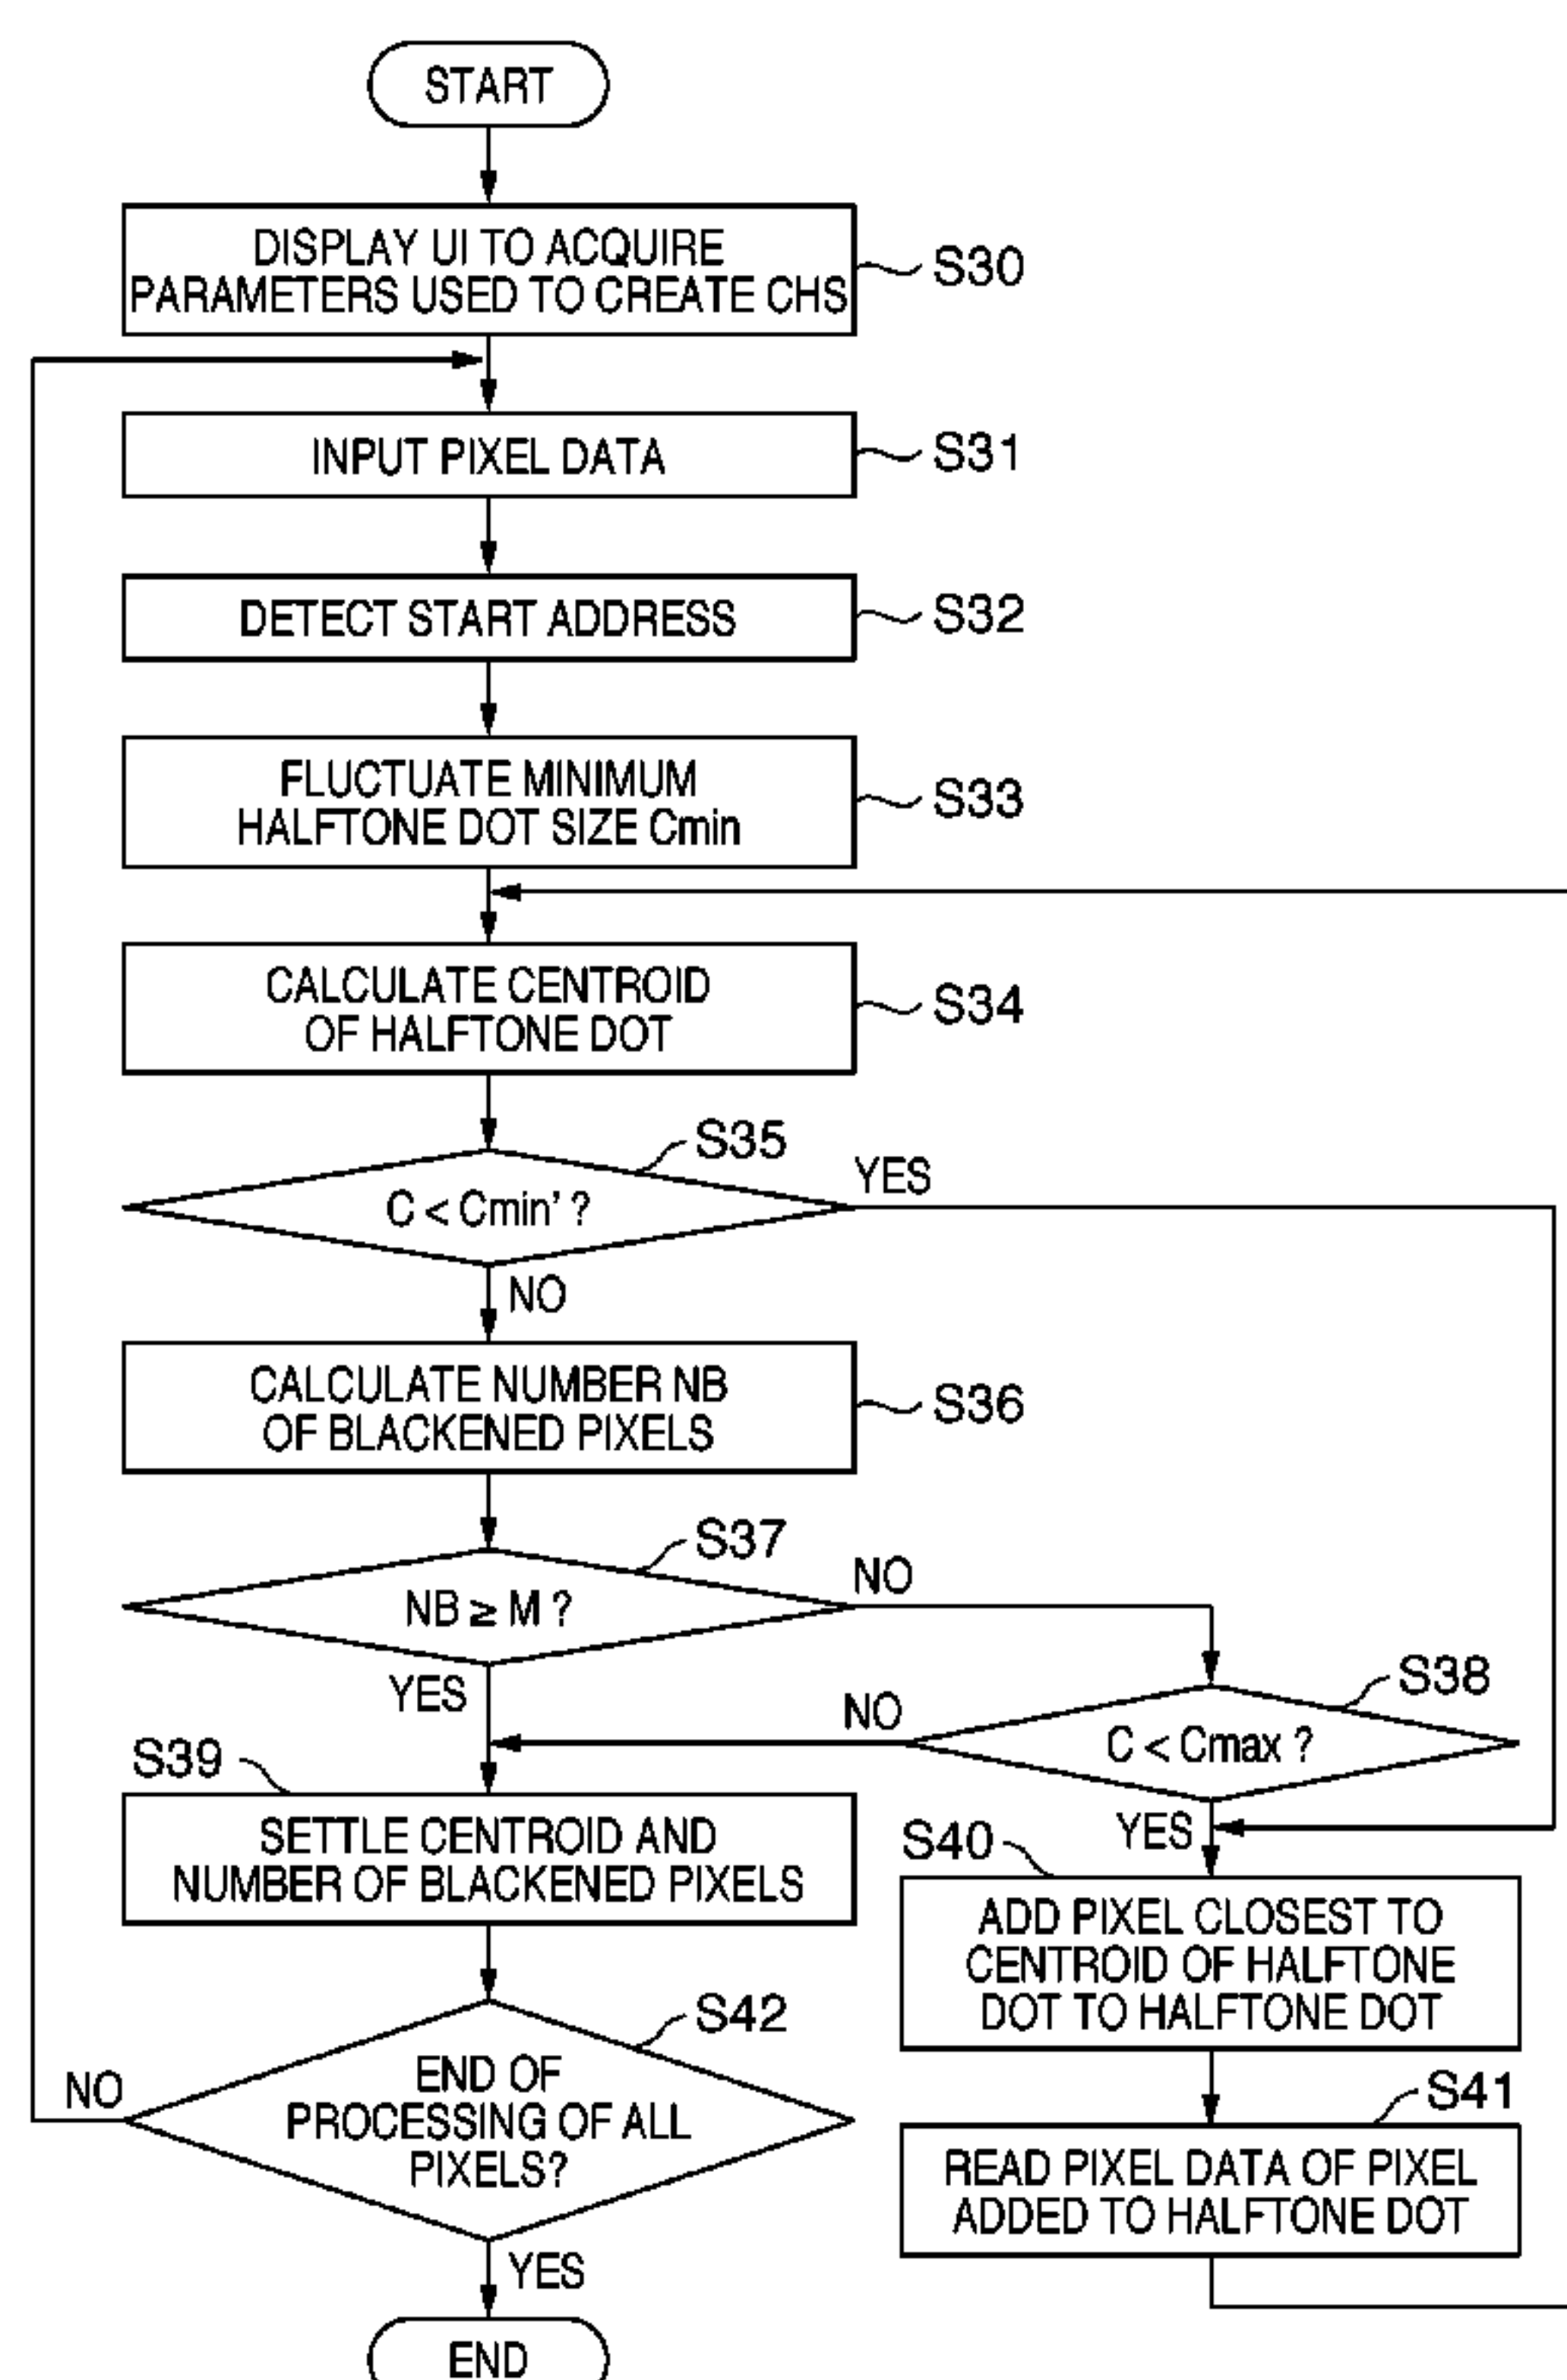 START
DISPLAY UI TO ACQUIRE
PARAMETERS USED TO CREATE CHS
S30
INPUT PIXEL DATA
S31
DETECT START ADDRESS
S32
FLUCTUATE MINIMUM
HALFTONE DOT SIZE Cmin
S33
CALCULATE CENTROID
OF HALFTONE DOT
S34
S35
C < Cmin' ?
YES
NO
CALCULATE NUMBER NB
OF BLACKENED PIXELS
S36
S37
NB ≥ M ?
NO
YES
S38
C < Cmax ?
NO
YES
S39
SETTLE CENTROID AND
NUMBER OF BLACKENED PIXELS
S40
ADD PIXEL CLOSEST TO
CENTROID OF HALFTONE
DOT TO HALFTONE DOT
S41
READ PIXEL DATA OF PIXEL
ADDED TO HALFTONE DOT
S42
END OF
PROCESSING OF ALL
PIXELS?
NO
YES
END